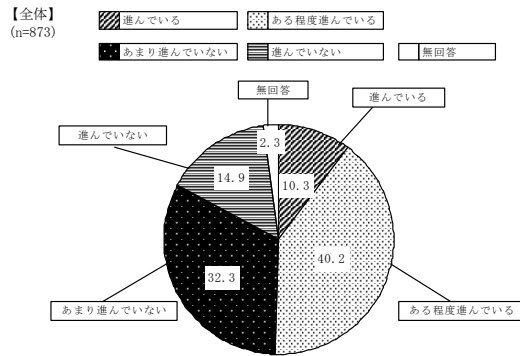 【全体】
(n=873)
進んでいる
ある程度進んでいる
あまり進んでいない
進んでいない
無回答
無回答
進んでいる
進んでいない
2.3
10.3
14.9
40.2
32.3
あまり進んでいない
ある程度進んでいる